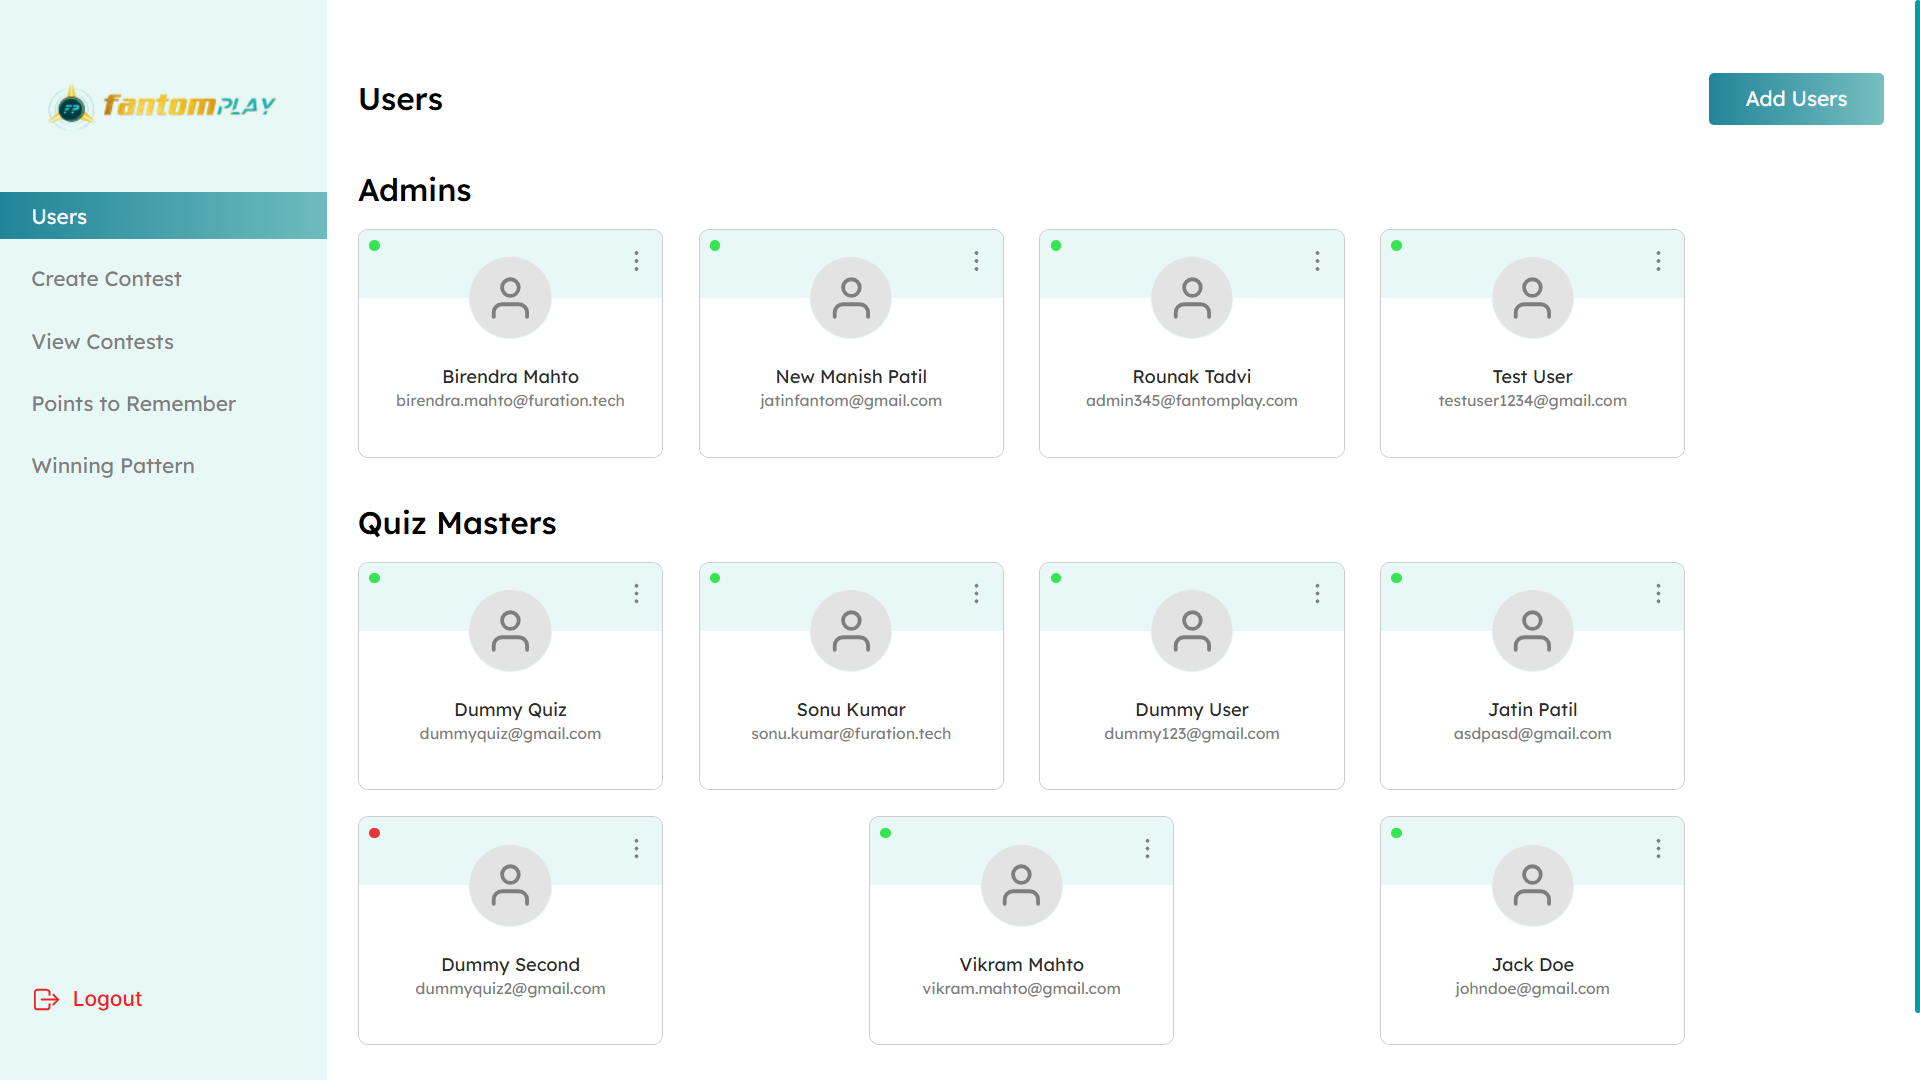 FP fantomPLAY
Users
Create Contest
View Contests
Points to Remember
Winning Pattern
Logout
Users
Add Users
Admins
Birendra Mahto
birendra.mahto@furation.tech
New Manish Patil
jatinfantom@gmail.com
Rounak Tadvi
admin345@fantomplay.com
Test User
testuser1234@gmail.com
Quiz Masters
Dummy Quiz
dummyquiz@gmail.com
Sonu Kumar
sonu.kumar@furation.tech
Dummy User
dummy123@gmail.com
Jatin Patil
asdpasd@gmail.com
Dummy Second
dummyquiz2@gmail.com
Vikram Mahto
vikram.mahto@gmail.com
Jack Doe
johndoe@gmail.com